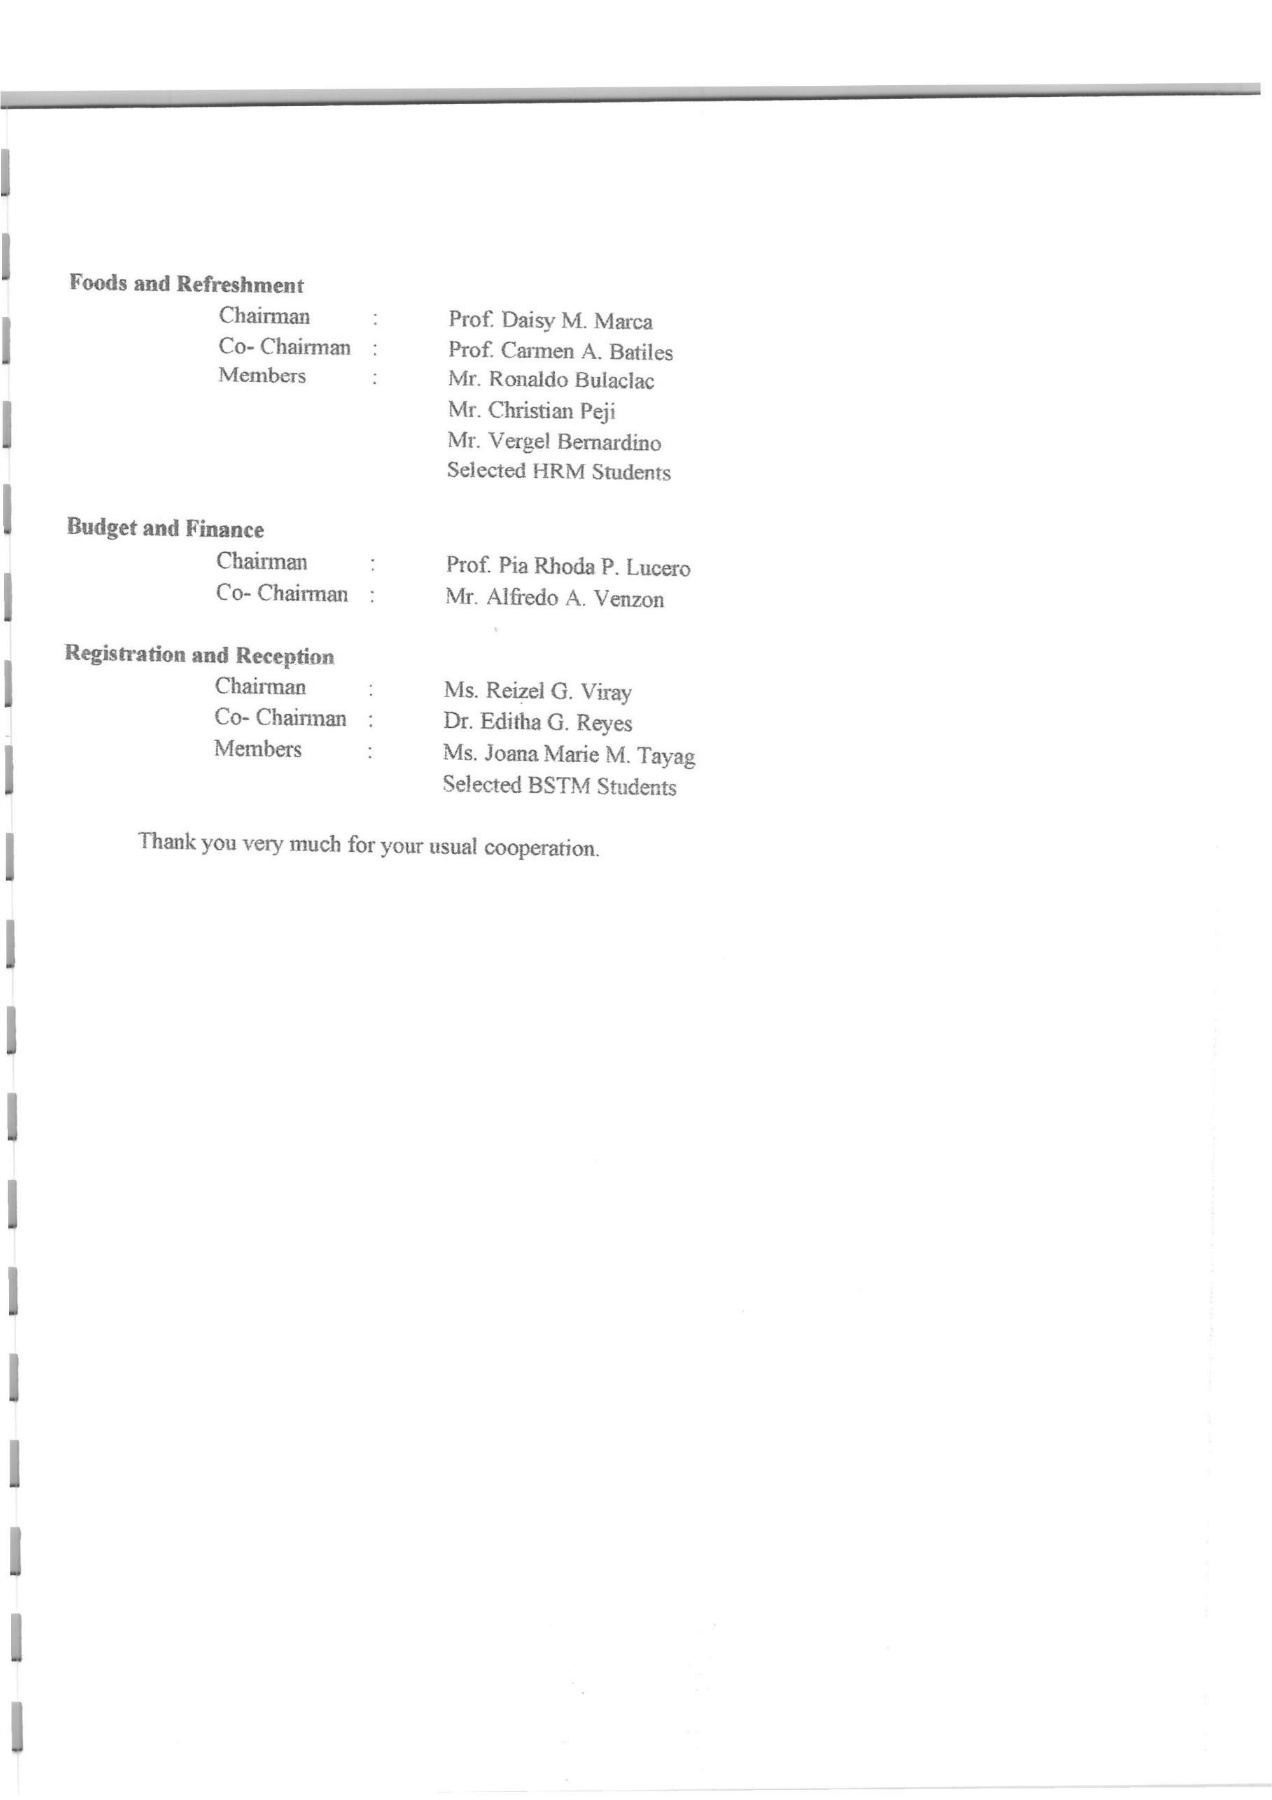 Foods and Refreshment
Chairman : Prof. Daisy M. Marca
Co- Chairman : Prof. Carmen A. Batiles
Members : Mr. Ronaldo Bulaclac
Mr. Christian Peji
Mr. Vergel Bernardino
Selected HRM Students
Budget and Finance
Chairman : Prof. Pia Rhoda P. Lucero
Co- Chairman : Mr. Alfredo A. Venzon
Registration and Reception
Chairman : Ms. Reizel G. Viray
Co- Chairman : Dr. Editha G. Reyes
Members : Ms. Joana Marie M. Tayag
Selected BSTM Students
Thank you very much for your usual cooperation.